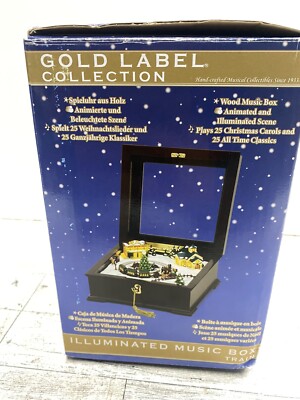 GOLD LABEL®
COLLECTION
Hand-crafted Musical Collectibles, Since 1931
Spieluhr aus Holz
Animierte und
Beleuchtete Szene
Spielt 25 Weihnachtslieder und
25 Ganzjährige Klassiker
Wood Music Box
Animated and
Illuminated Scene
Plays 25 Christmas Carols and
25 All Time Classics
Caja de Música de Madera
Escena Iluminada y Animada
Toca 25 Villancicos y 25
Clásicos de Todos Los Tiempos
Boîte à musique en bois
Scène animée et
Joue 25 musiques de Noël
et 25 musiques
ILLUMINATED MUSIC BOX
TRAIN